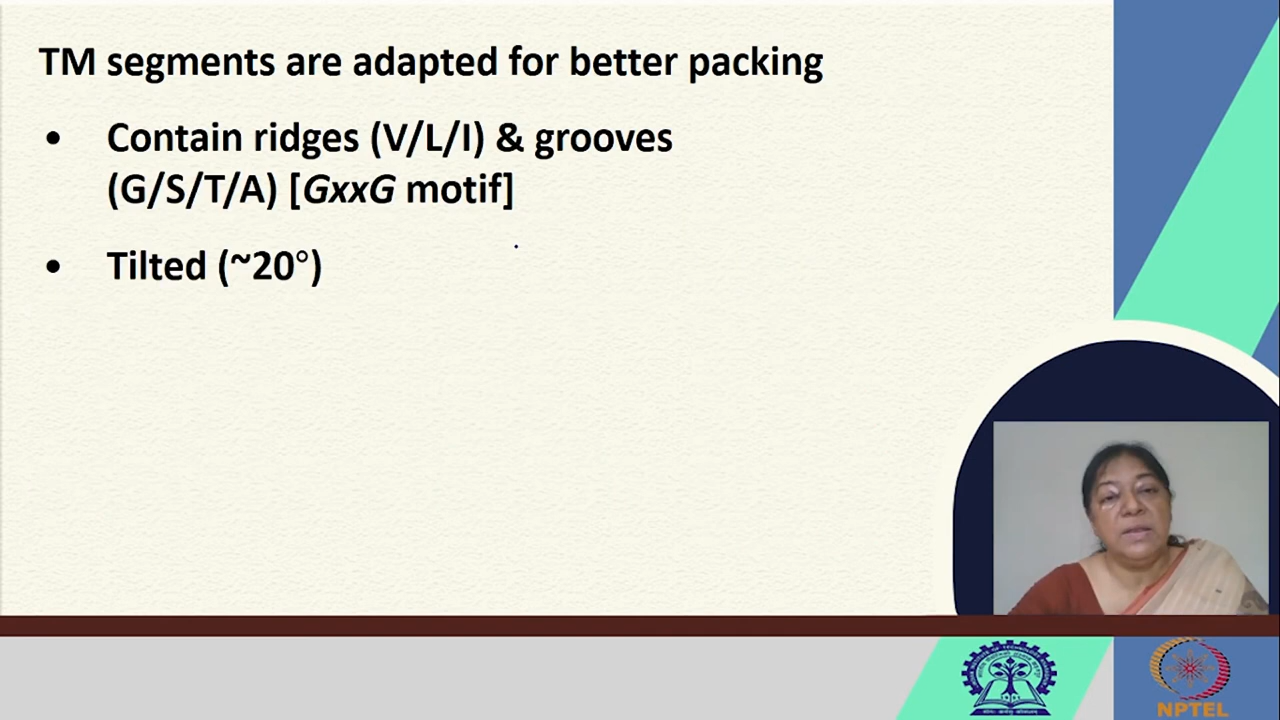 TM segments are adapted for better packing
• Contain ridges (V/L/I) & grooves
(G/S/T/A) [GxxG motif]
• Tilted (~20°)
NPTEL